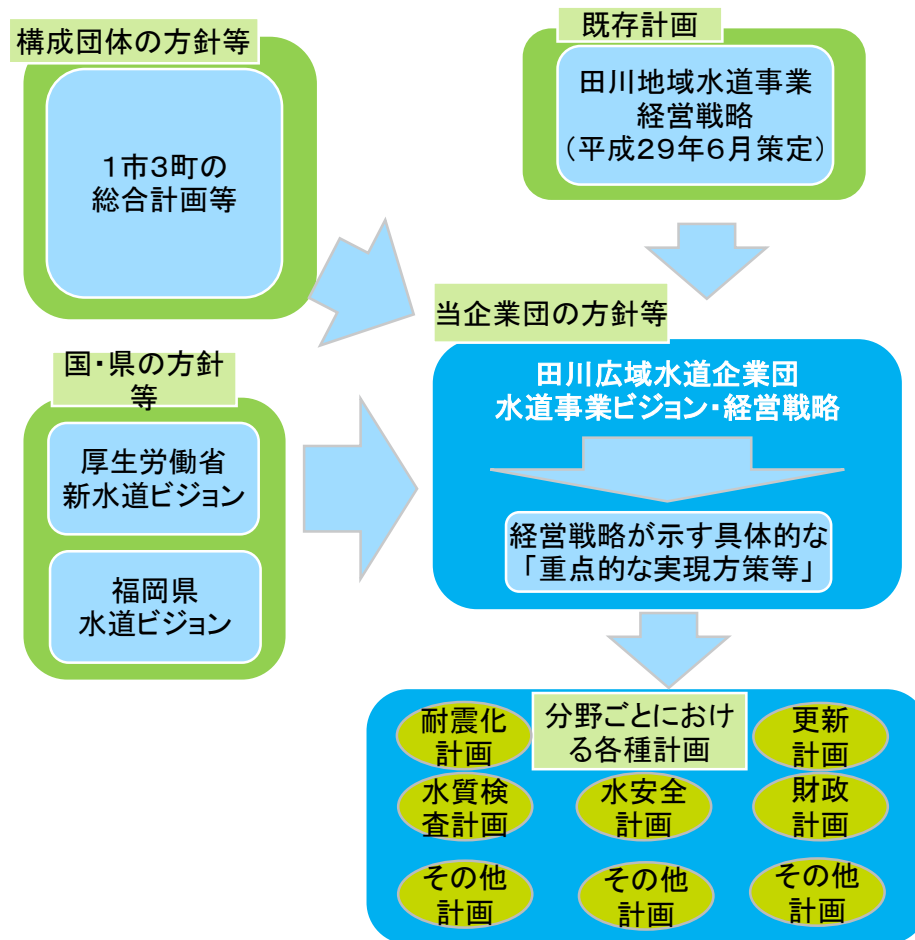 構成団体の方針等
1市3町の
総合計画等
既存計画
田川地域水道事業
経営戦略
(平成29年6月策定)
国・県の方針
等
厚生労働省
新水道ビジョン
福岡県
水道ビジョン
当企業団の方針等
田川広域水道企業団
水道事業ビジョン・経営戦略
経営戦略が示す具体的な
「重点的な実現方策等」
分野ごとにおけ
る各種計画
耐震化
計画
更新
計画
水質検
査計画
水安全
計画
財政
計画
その他
計画
その他
計画
その他
計画